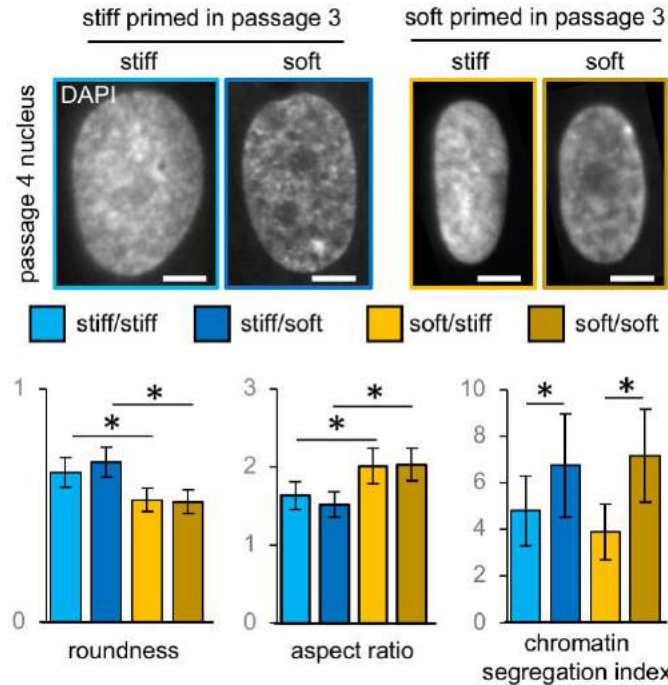 stiff primed in passage 3 soft primed in passage 3
stiff soft stiff soft
DAPI
passage 4 nucleus
stiff/stiff stiff/soft soft/stiff soft/soft
1 3 10
* * * * * *
8
2
6
4
1
2
0 0 0
roundness aspect ratio chromatin
segregation index